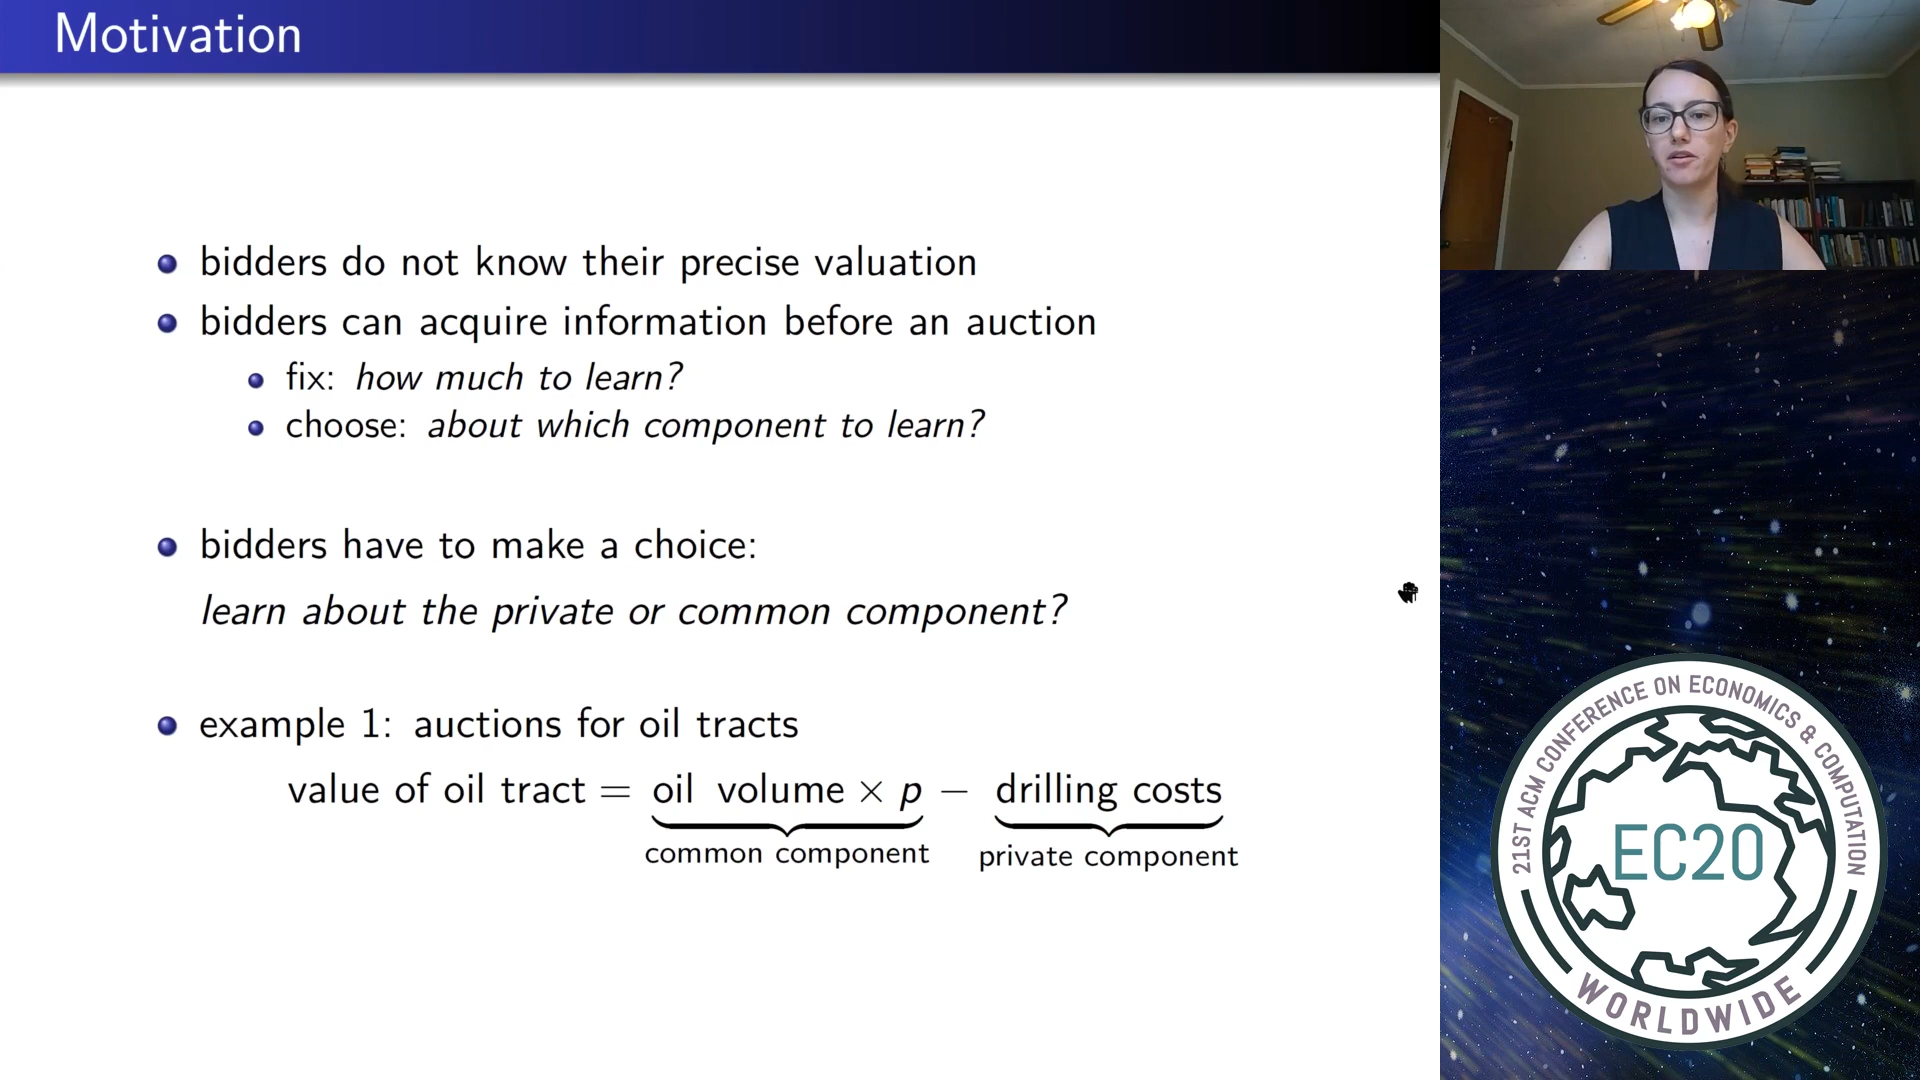 Motivation
bidders do not know their precise valuation
bidders can acquire information before an auction
fix: how much to learn?
choose: about which component to learn?
bidders have to make a choice:
learn about the private or common component?
example 1: auctions for oil tracts
value of oil tract = oil volume × p − drilling costs
common component
private component
21ST ACM CONFERENCE ON ECONOMICS & COMPUTATION
EC20
WORLDWIDE